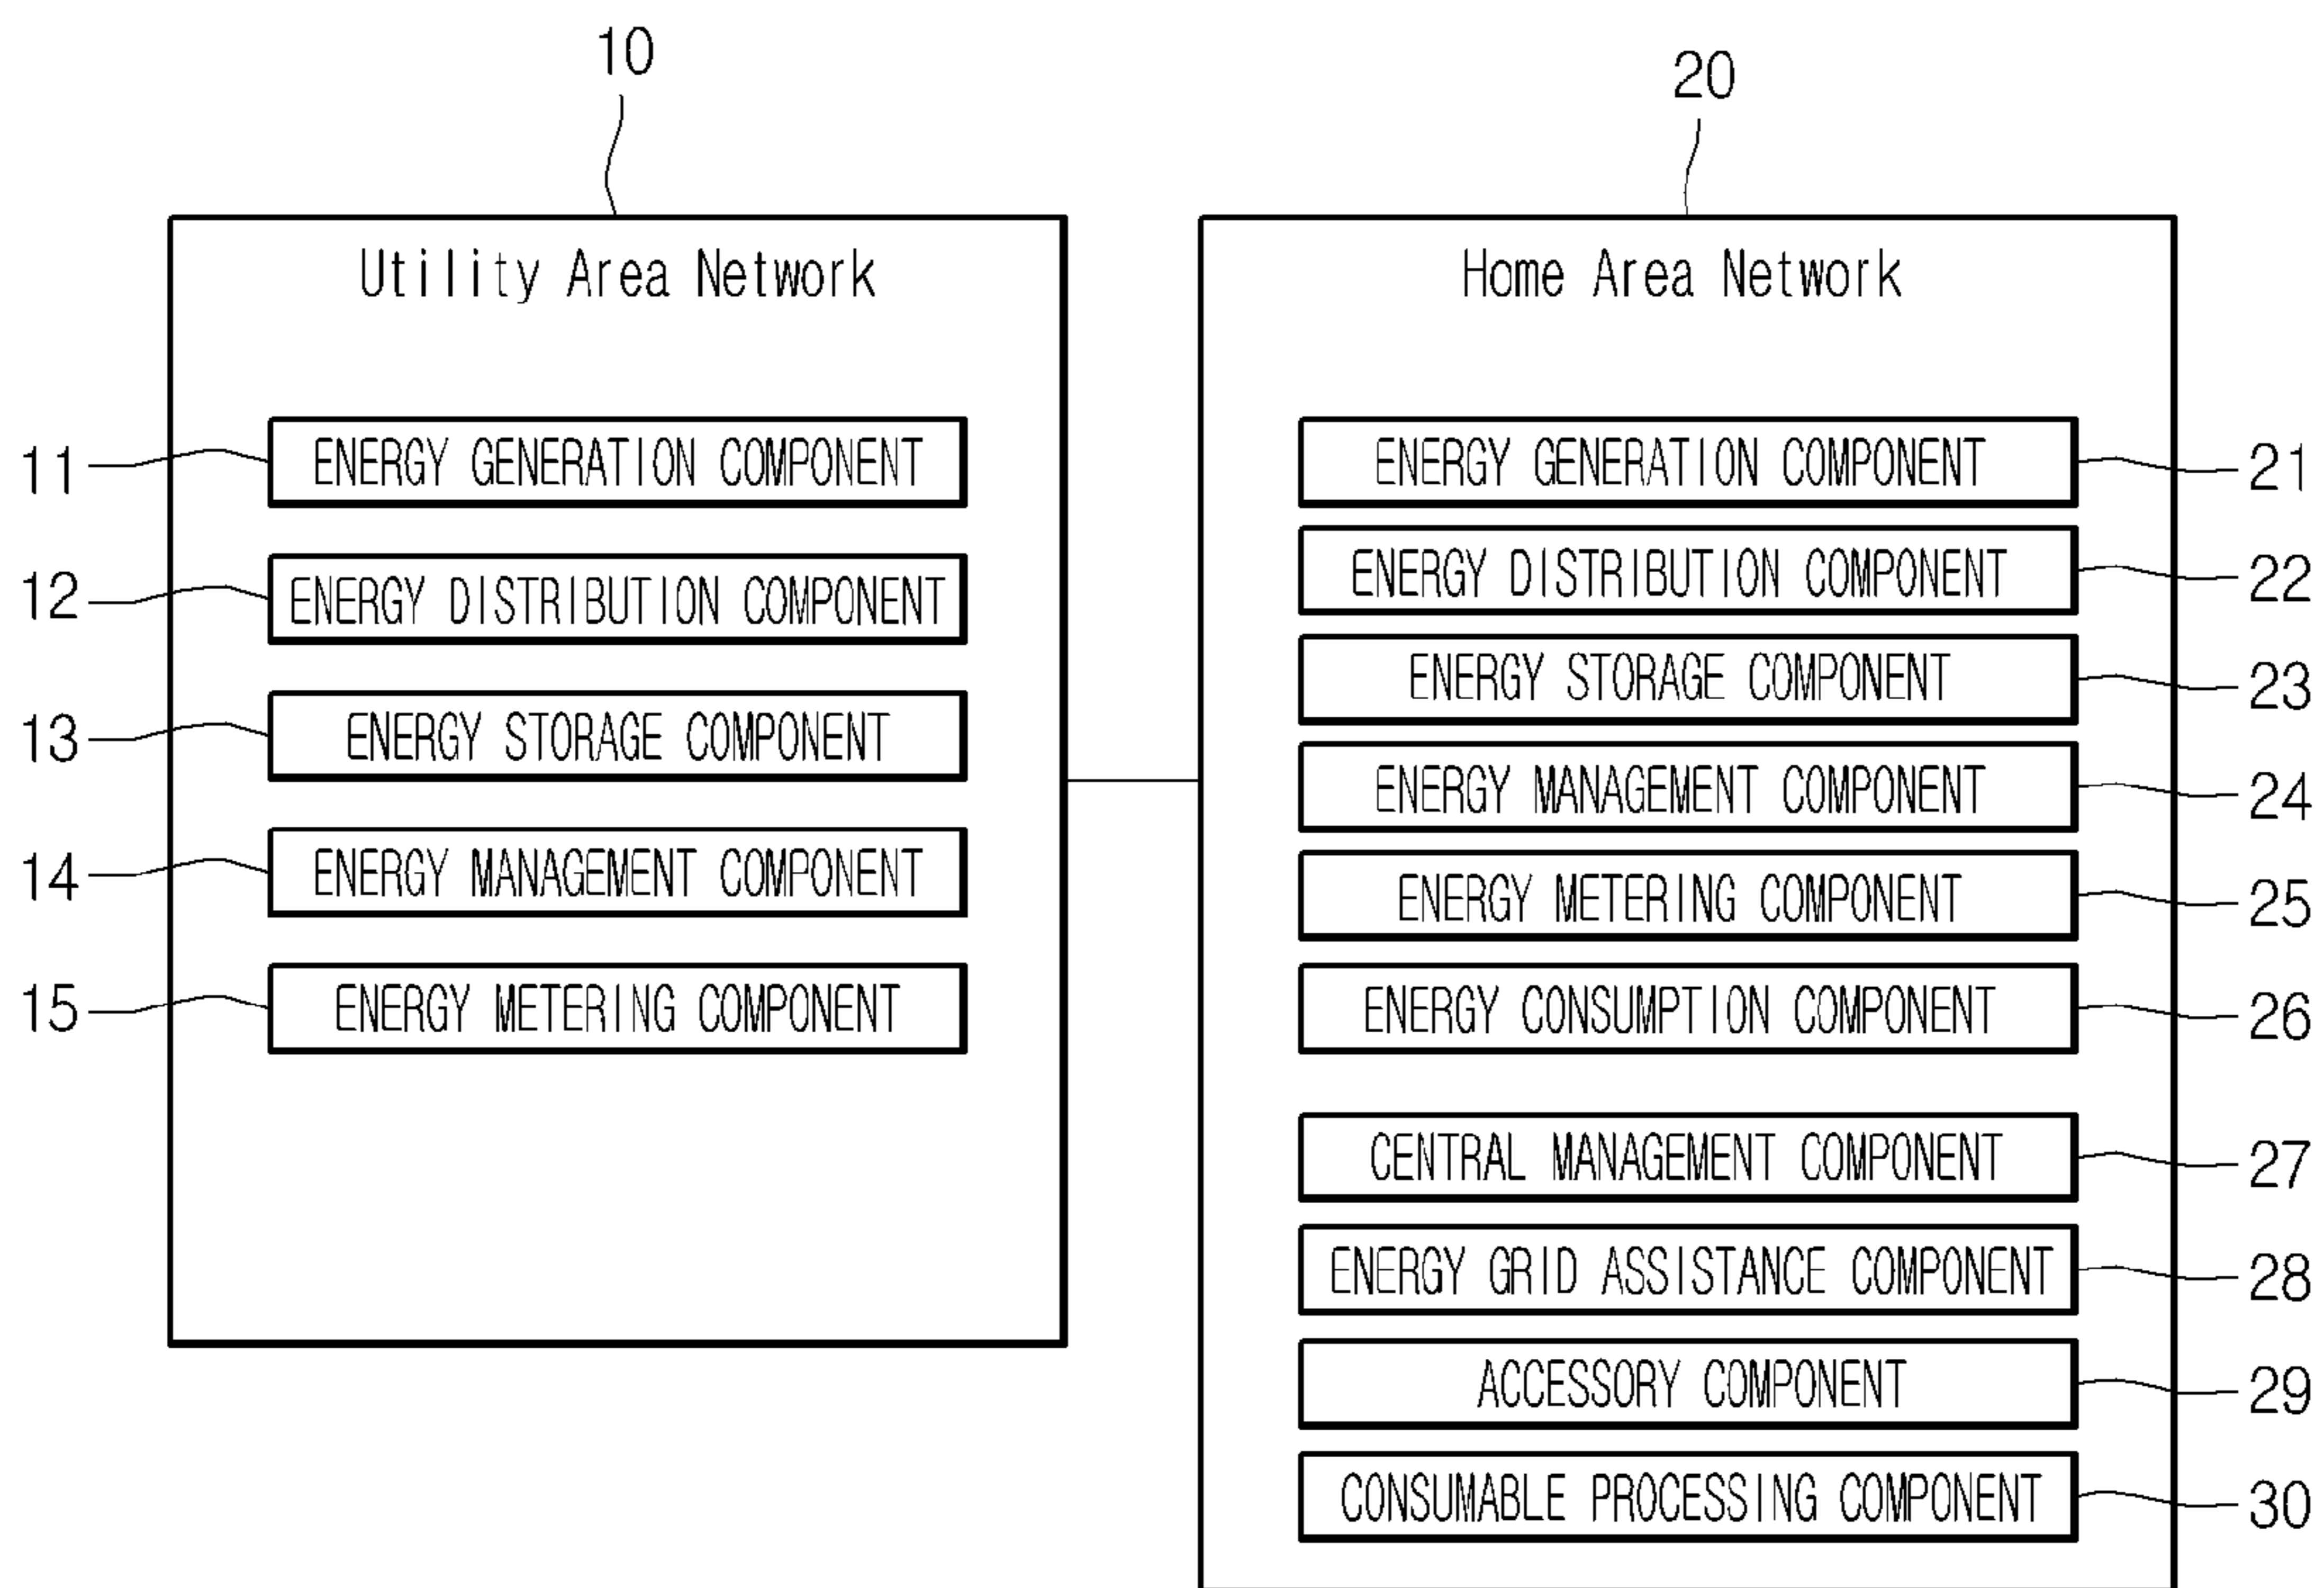 10
20
Utility Area Network
11 ENERGY GENERATION COMPONENT
12 ENERGY DISTRIBUTION COMPONENT
13 ENERGY STORAGE COMPONENT
14 ENERGY MANAGEMENT COMPONENT
15 ENERGY METERING COMPONENT
Home Area Network
ENERGY GENERATION COMPONENT 21
ENERGY DISTRIBUTION COMPONENT 22
ENERGY STORAGE COMPONENT 23
ENERGY MANAGEMENT COMPONENT 24
ENERGY METERING COMPONENT 25
ENERGY CONSUMPTION COMPONENT 26
CENTRAL MANAGEMENT COMPONENT 27
ENERGY GRID ASSISTANCE COMPONENT 28
ACCESSORY COMPONENT 29
CONSUMABLE PROCESSING COMPONENT 30